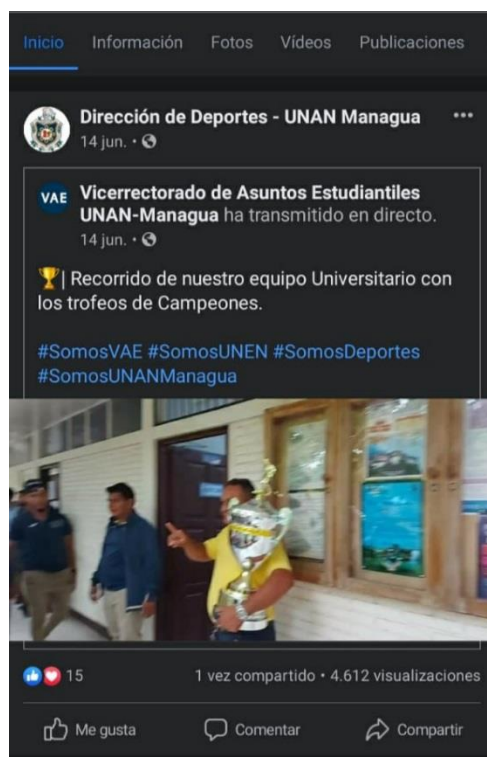 Inicio Información Fotos Vídeos Publicaciones
Dirección de Deportes - UNAN Managua
14 jun. •
VAE
Vicerrectorado de Asuntos Estudiantiles
UNAN-Managua ha transmitido en directo.
14 jun. •
🏆| Recorrido de nuestro equipo Universitario con
los trofeos de Campeones.
#SomosVAE #SomosUNEN #SomosDeportes
#SomosUNANManagua
15 1 vez compartido • 4.612 visualizaciones
Me gusta Comentar Compartir